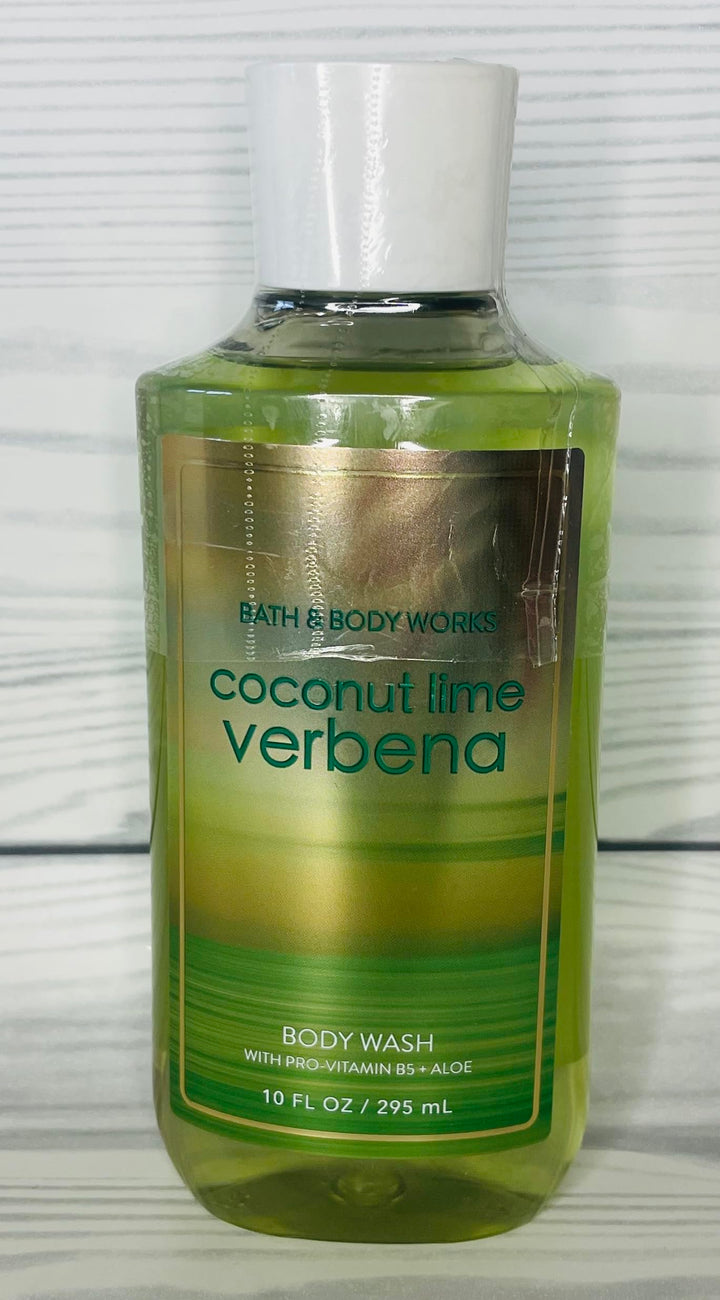 BATH & BODY WORKS
coconut lime
verbena
BODY WASH
WITH PRO-VITAMIN B5 + ALOE
10 FL OZ / 295 mL